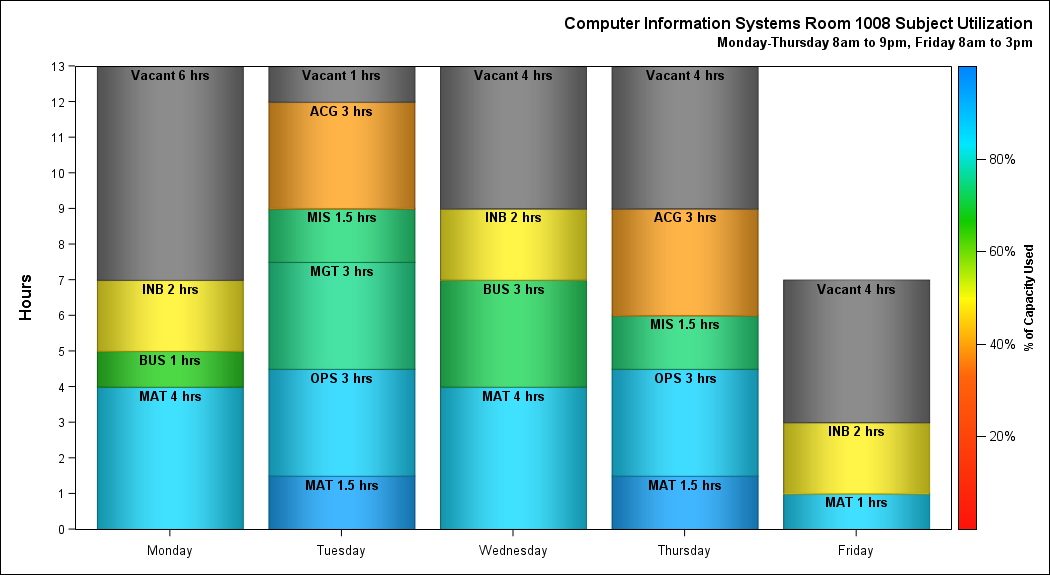 Computer Information Systems Room 1008 Subject Utilization
Monday-Thursday 8am to 9pm, Friday 8am to 3pm
Hours
13
12
11
10
9
8
7
6
5
4
3
2
1
0
Vacant 6 hrs
INB 2 hrs
BUS 1 hrs
MAT 4 hrs
Vacant 1 hrs
ACG 3 hrs
MIS 1.5 hrs
MGT 3 hrs
OPS 3 hrs
MAT 1.5 hrs
Vacant 4 hrs
INB 2 hrs
BUS 3 hrs
MAT 4 hrs
Vacant 4 hrs
ACG 3 hrs
MIS 1.5 hrs
OPS 3 hrs
MAT 1.5 hrs
Vacant 4 hrs
INB 2 hrs
MAT 1 hrs
Monday
Tuesday
Wednesday
Thursday
Friday
80%
60%
40%
20%
% of Capacity Used